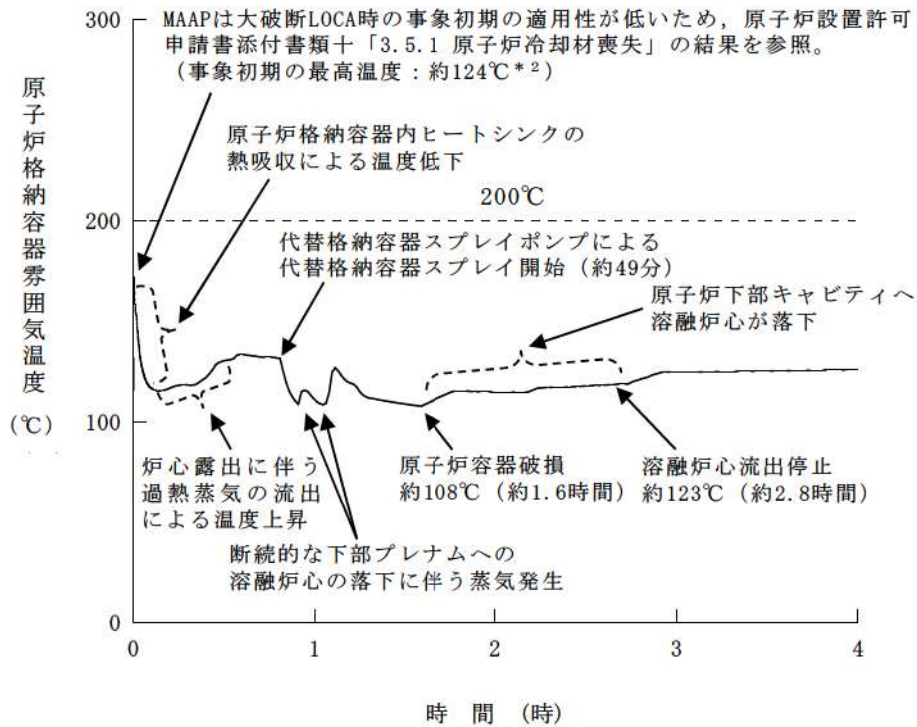 MAAPは大破断LOCA時の事象初期の適用性が低いため，原子炉設置許可
申請書添付書類十「3.5.1 原子炉冷却材喪失」の結果を参照。
（事象初期の最高温度：約124℃*2）
原子炉格納容器内ヒートシンクの
熱吸収による温度低下
200℃
代替格納容器スプレイポンプによる
代替格納容器スプレイ開始（約49分）
原子炉下部キャビティへ
溶融炉心が落下
炉心露出に伴う
過熱蒸気の流出
による温度上昇
原子炉容器破損
約108℃（約1.6時間）
溶融炉心流出停止
約123℃（約2.8時間）
断続的な下部プレナムへの
溶融炉心の落下に伴う蒸気発生
原子炉格納容器雰囲気温度
（℃）
300
200
100
0
0 1 2 3 4
時 間 (時)